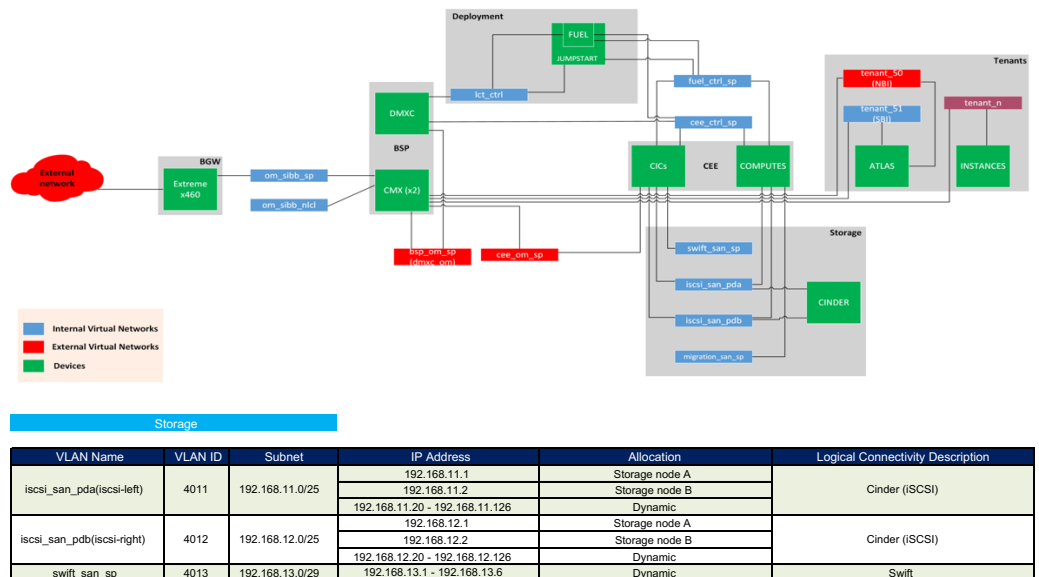 Deployment
FUEL
JUMPSTART
Tenants
tenant_50
(NBI)
fuel_ctrl_sp
lct_ctrl
tenant_n
tenant_51
(SBI)
DMXC
cee_ctrl_sp
BSP
BGW
External
network
Extreme
x460
om_sibb_sp
CMX (x2)
CICs
CEE
COMPUTES
ATLAS
INSTANCES
om_sibb_nlcl
Storage
bsp_om_sp
(dmxc_om)
cee_om_sp
swift_san_sp
iscsi_san_pda
CINDER
iscsi_san_pdb
migration_san_sp
Internal Virtual Networks
External Virtual Networks
Devices
Storage
VLAN Name VLAN ID Subnet IP Address Allocation Logical Connectivity Description
iscsi_san_pda(iscsi-left) 4011 192.168.11.0/25 192.168.11.1 Storage node A Cinder (iSCSI)
192.168.11.2 Storage node B
192.168.11.20 - 192.168.11.126 Dynamic
iscsi_san_pdb(iscsi-right) 4012 192.168.12.0/25 192.168.12.1 Storage node A Cinder (iSCSI)
192.168.12.2 Storage node B
192.168.12.20 - 192.168.12.126 Dynamic
swift_san_sp 4013 192.168.13.0/29 192.168.13.1 - 192.168.13.6 Dynamic Swift